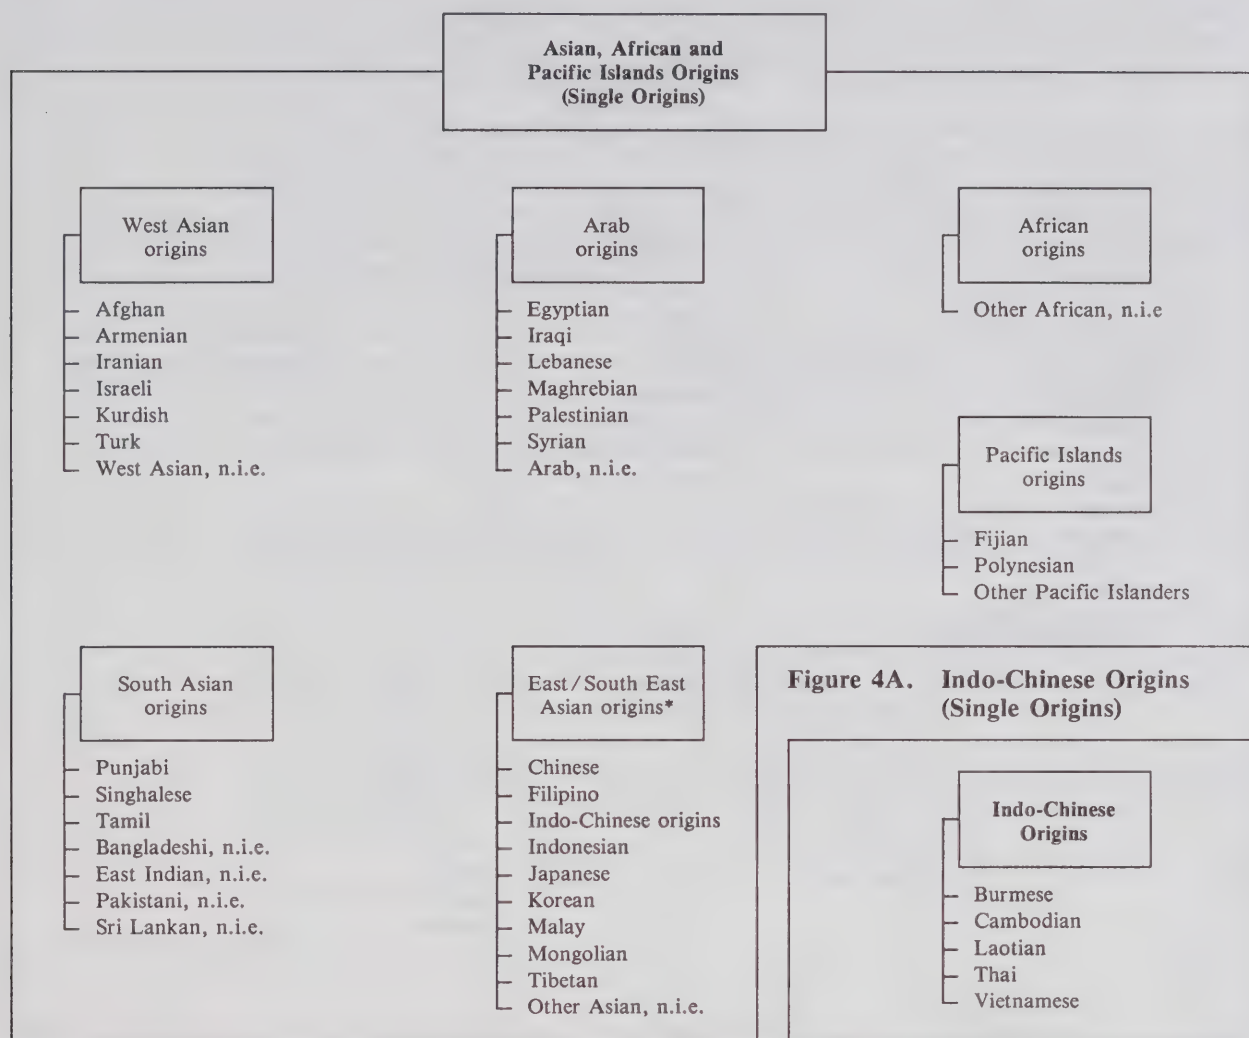 Asian, African and
Pacific Islands Origins
(Single Origins)
West Asian
origins
Afghan
Armenian
Iranian
Israeli
Kurdish
Turk
West Asian, n.i.e.
Arab
origins
Egyptian
Iraqi
Lebanese
Maghrebian
Palestinian
Syrian
Arab, n.i.e.
African
origins
Other African, n.i.e
Pacific Islands
origins
Fijian
Polynesian
Other Pacific Islanders
South Asian
origins
Punjabi
Singhalese
Tamil
Bangladeshi, n.i.e.
East Indian, n.i.e.
Pakistani, n.i.e.
Sri Lankan, n.i.e.
East/South East
Asian origins*
Chinese
Filipino
Indo-Chinese origins
Indonesian
Japanese
Korean
Malay
Mongolian
Tibetan
Other Asian, n.i.e.
Figure 4A. Indo-Chinese Origins
(Single Origins)
Indo-Chinese
Origins
Burmese
Cambodian
Laotian
Thai
Vietnamese